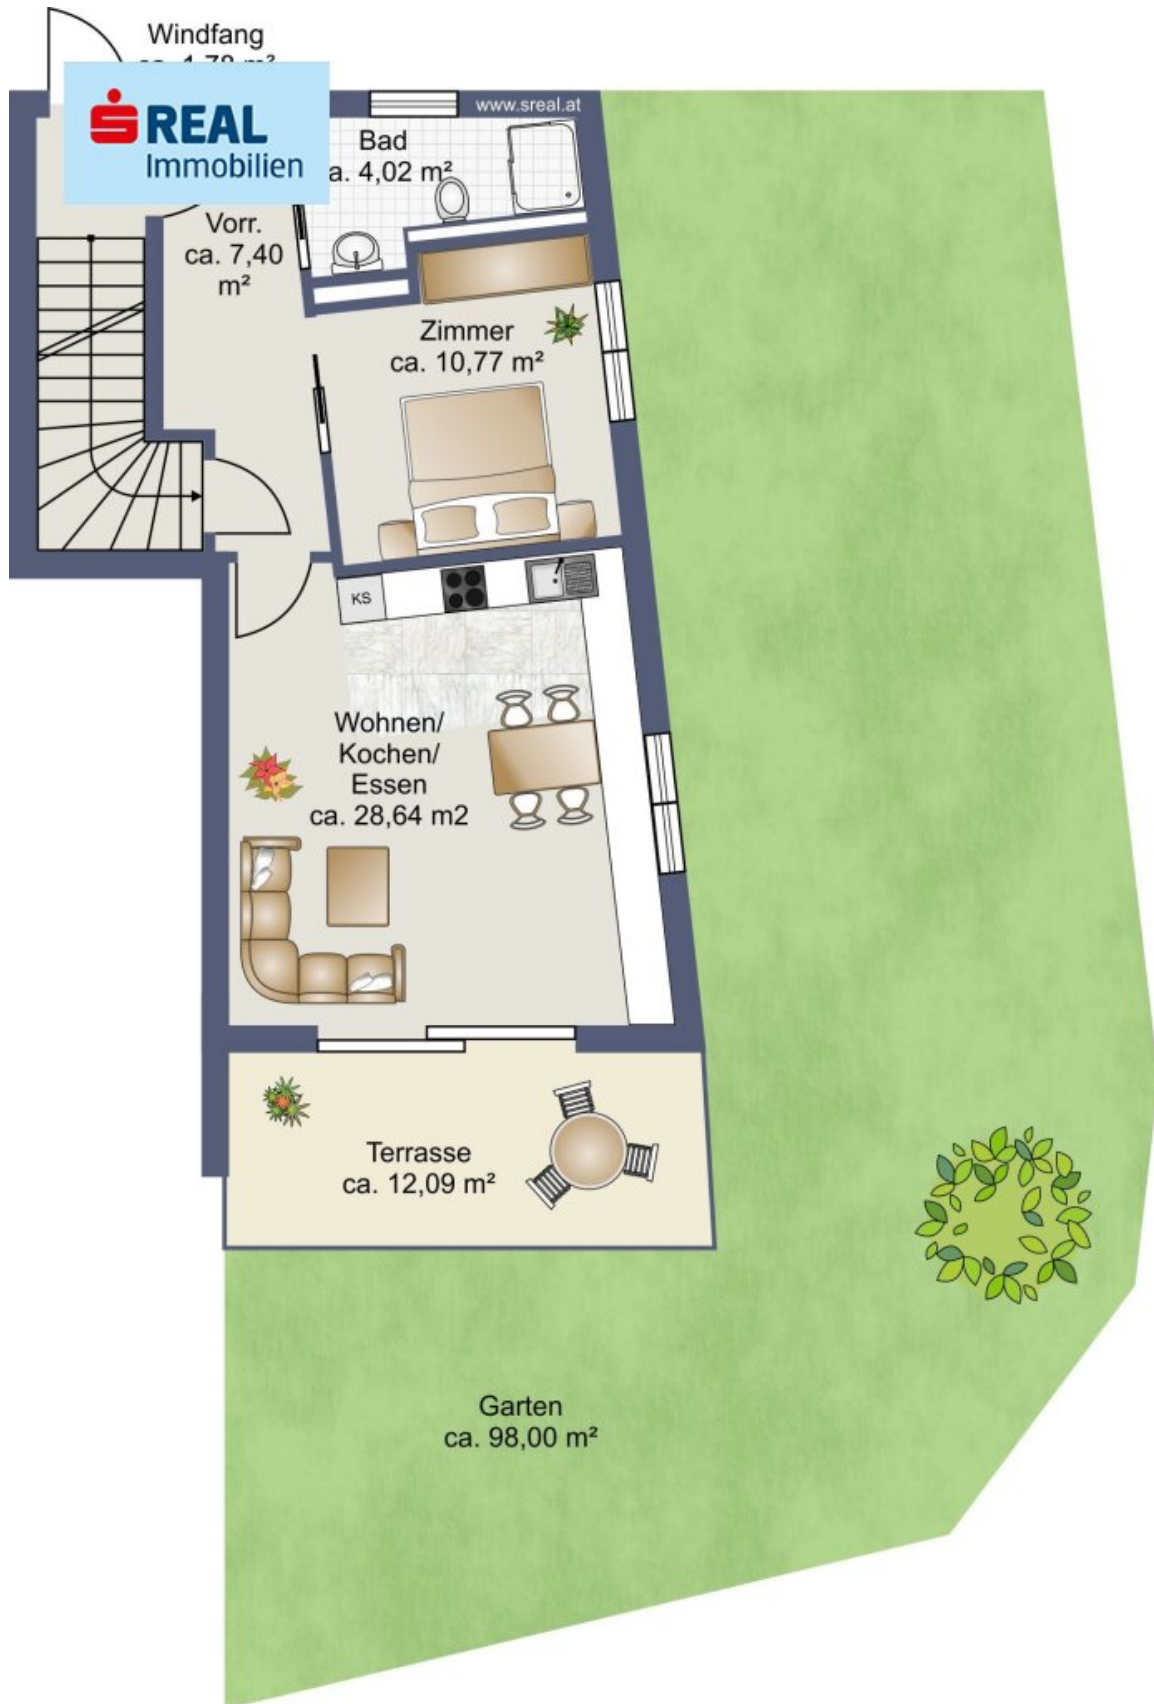 Windfang
www.sreal.at
S REAL
Immobilien
Bad
a. 4,02 m²
Vorr.
ca. 7,40
m²
Zimmer
ca. 10,77 m²
KS
Wohnen/
Kochen/
Essen
ca. 28,64 m2
Terrasse
ca. 12,09 m²
Garten
ca. 98,00 m²